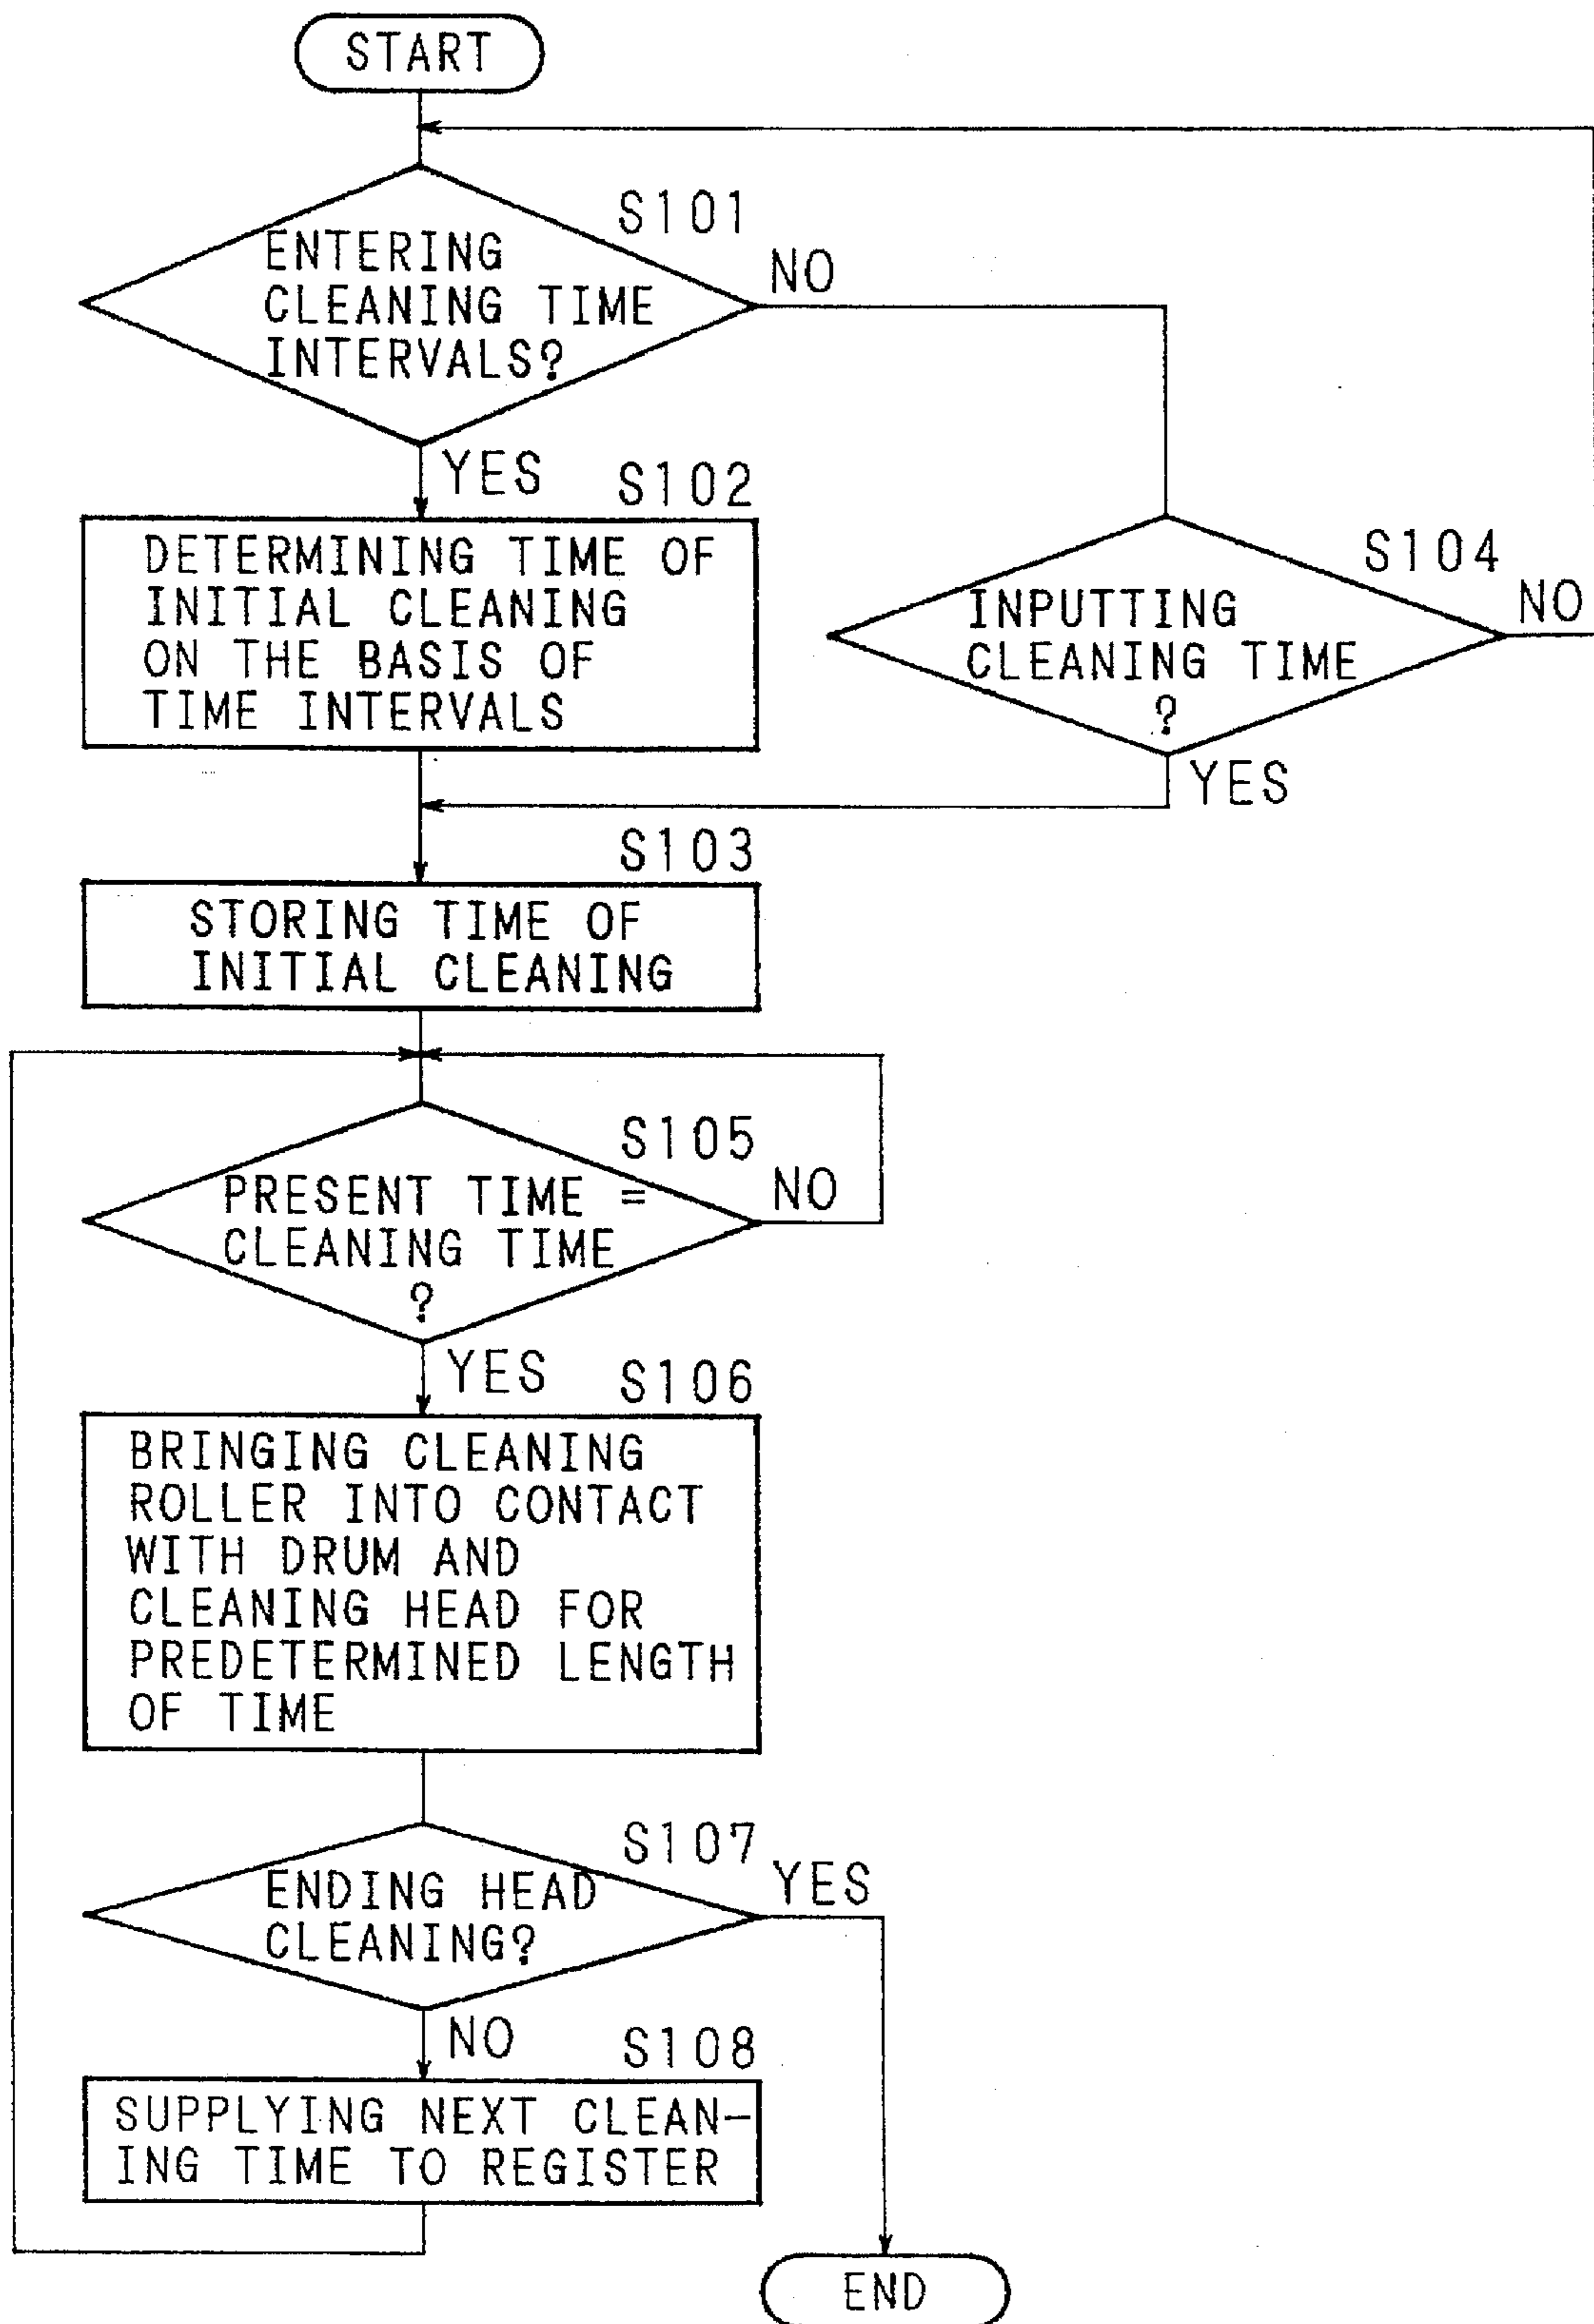 START
S101
ENTERING
CLEANING TIME
INTERVALS?
NO
YES
S102
DETERMINING TIME OF
INITIAL CLEANING
ON THE BASIS OF
TIME INTERVALS
S104
INPUTTING
CLEANING TIME
?
NO
YES
S103
STORING TIME OF
INITIAL CLEANING
S105
PRESENT TIME =
CLEANING TIME
?
NO
YES
S106
BRINGING CLEANING
ROLLER INTO CONTACT
WITH DRUM AND
CLEANING HEAD FOR
PREDETERMINED LENGTH
OF TIME
S107
ENDING HEAD
CLEANING?
YES
NO
S108
SUPPLYING NEXT CLEAN-
ING TIME TO REGISTER
END